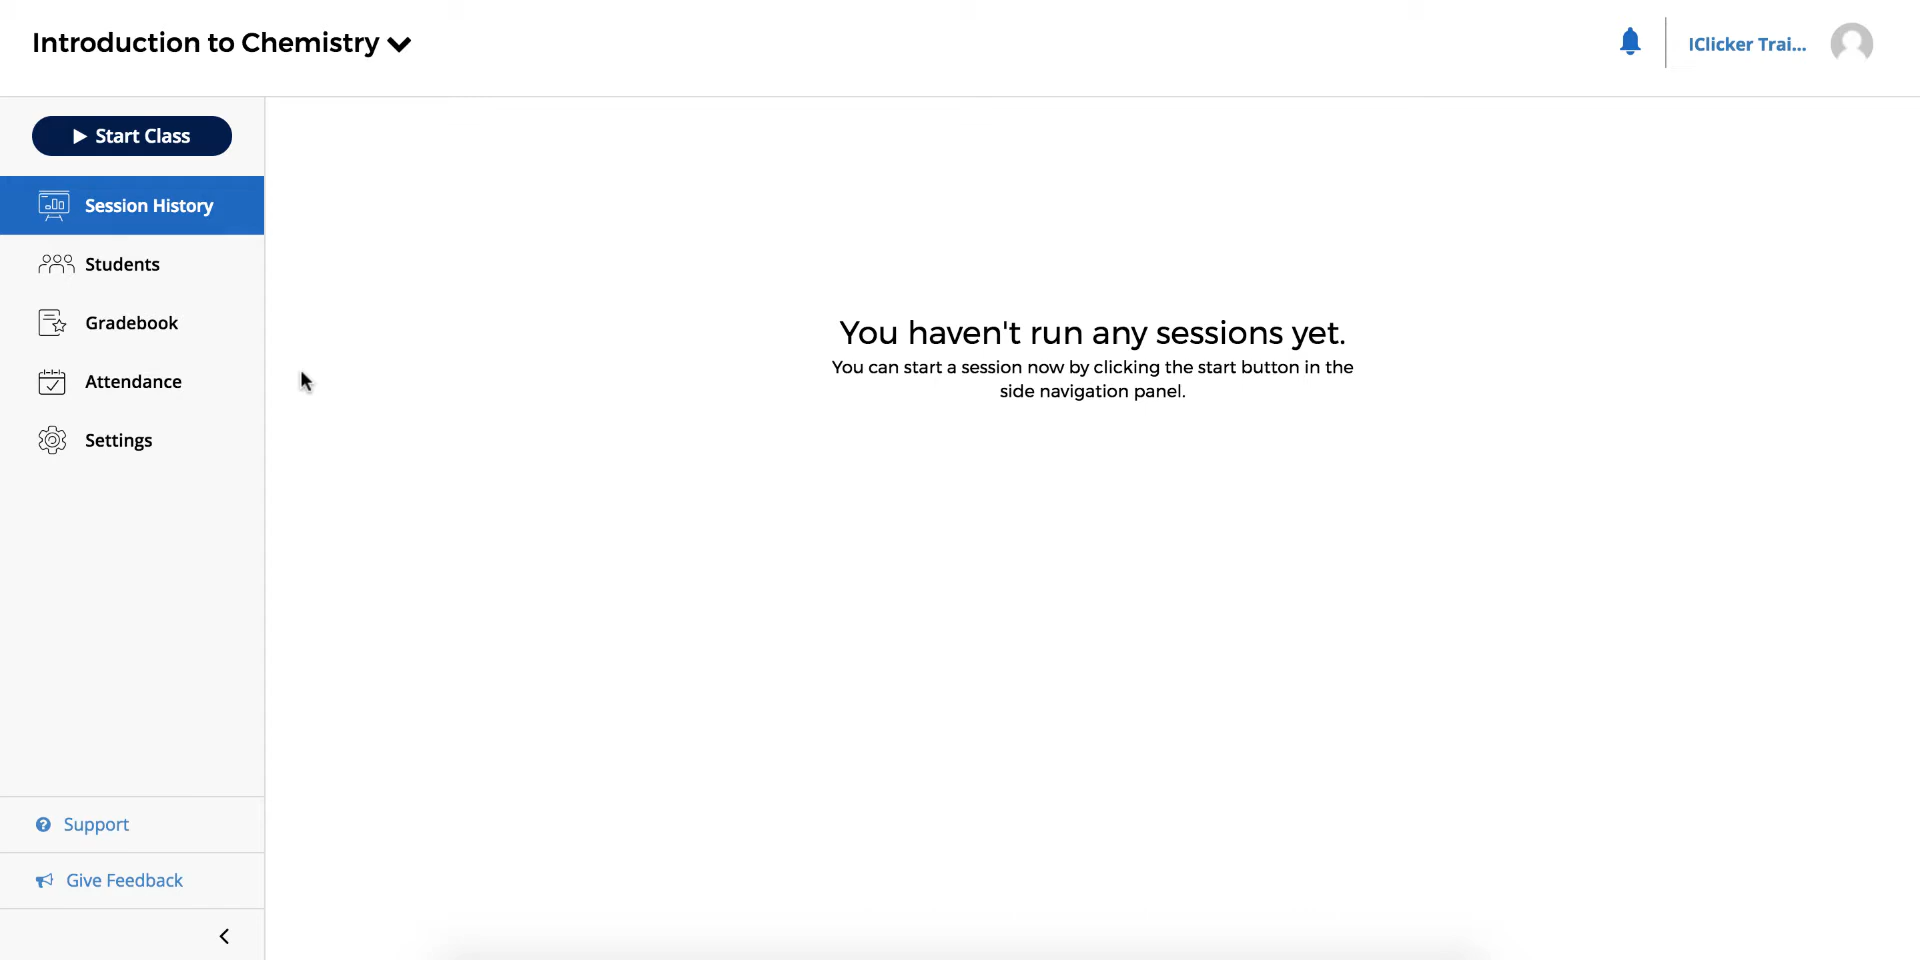 Introduction to Chemistry
IClicker Trai...
Start Class
Session History
Students
Gradebook
Attendance
Settings
You haven't run any sessions yet.
You can start a session now by clicking the start button in the
side navigation panel.
Support
Give Feedback